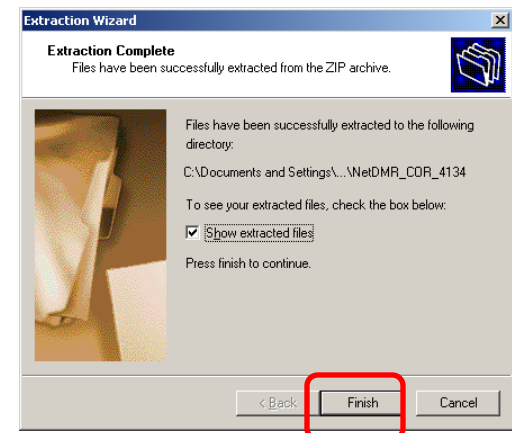 Extraction Wizard
Extraction Complete
Files have been successfully extracted from the ZIP archive.
Files have been successfully extracted to the following
directory:
C:\Documents and Settings\...\NetDMR_COR_4134
To see your extracted files, check the box below:
Show extracted files
Press finish to continue.
< Back Finish Cancel